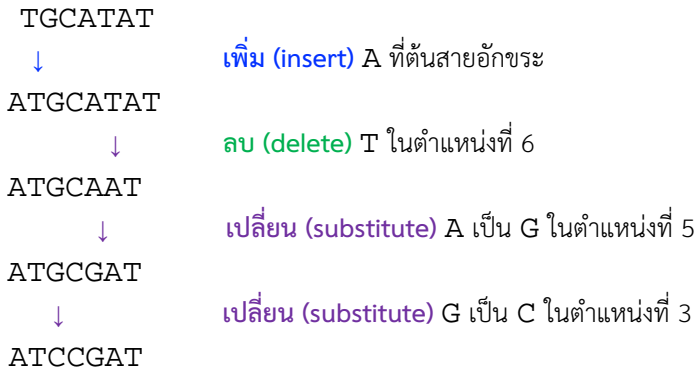 TGCATAT
↓ เพิ่ม (insert) A ที่ต้นสายอักขระ
ATGCATAT
↓ ลบ (delete) T ในตำแหน่งที่ 6
ATGCAAT
↓ เปลี่ยน (substitute) A เป็น G ในตำแหน่งที่ 5
ATGCGAT
↓ เปลี่ยน (substitute) G เป็น C ในตำแหน่งที่ 3
ATCCGAT